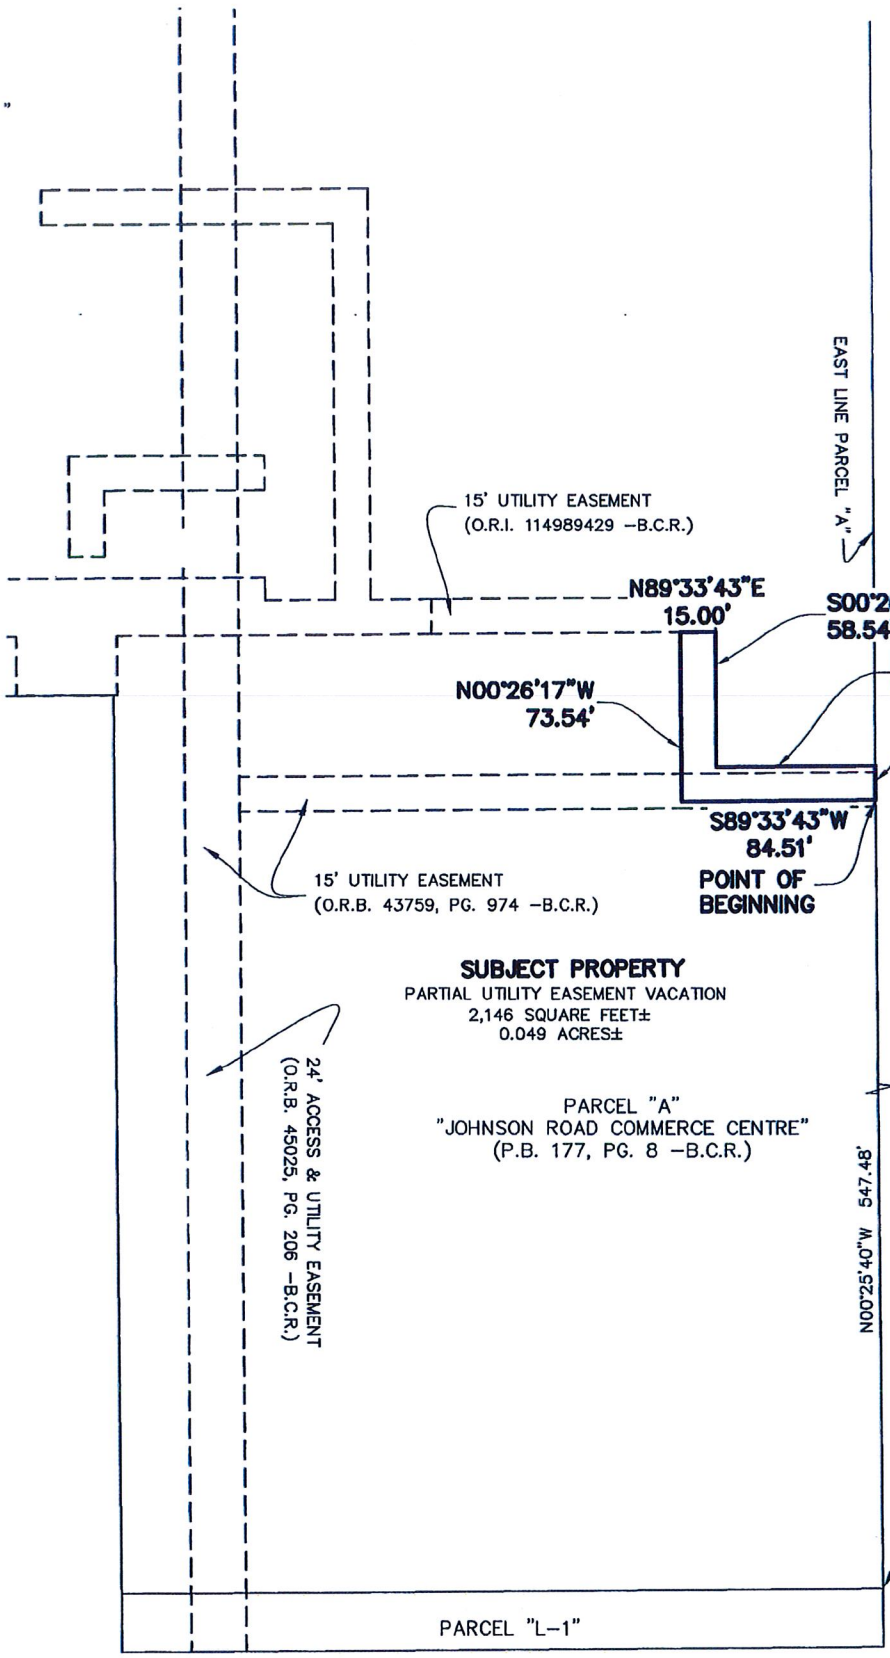 "
EAST LINE PARCEL "A"
15' UTILITY EASEMENT
(O.R.I. 114989429 –B.C.R.)
N89°33'43"E
15.00'
S00°2
58.54
N00°26'17"W
73.54'
S89°33'43"W
84.51'
POINT OF
BEGINNING
15' UTILITY EASEMENT
(O.R.B. 43759, PG. 974 –B.C.R.)
SUBJECT PROPERTY
PARTIAL UTILITY EASEMENT VACATION
2,146 SQUARE FEET±
0.049 ACRES±
24' ACCESS & UTILITY EASEMENT
(O.R.B. 45025, PG. 206 –B.C.R.)
PARCEL "A"
"JOHNSON ROAD COMMERCE CENTRE"
(P.B. 177, PG. 8 –B.C.R.)
N00°25'40"W 547.48'
PARCEL "L–1"